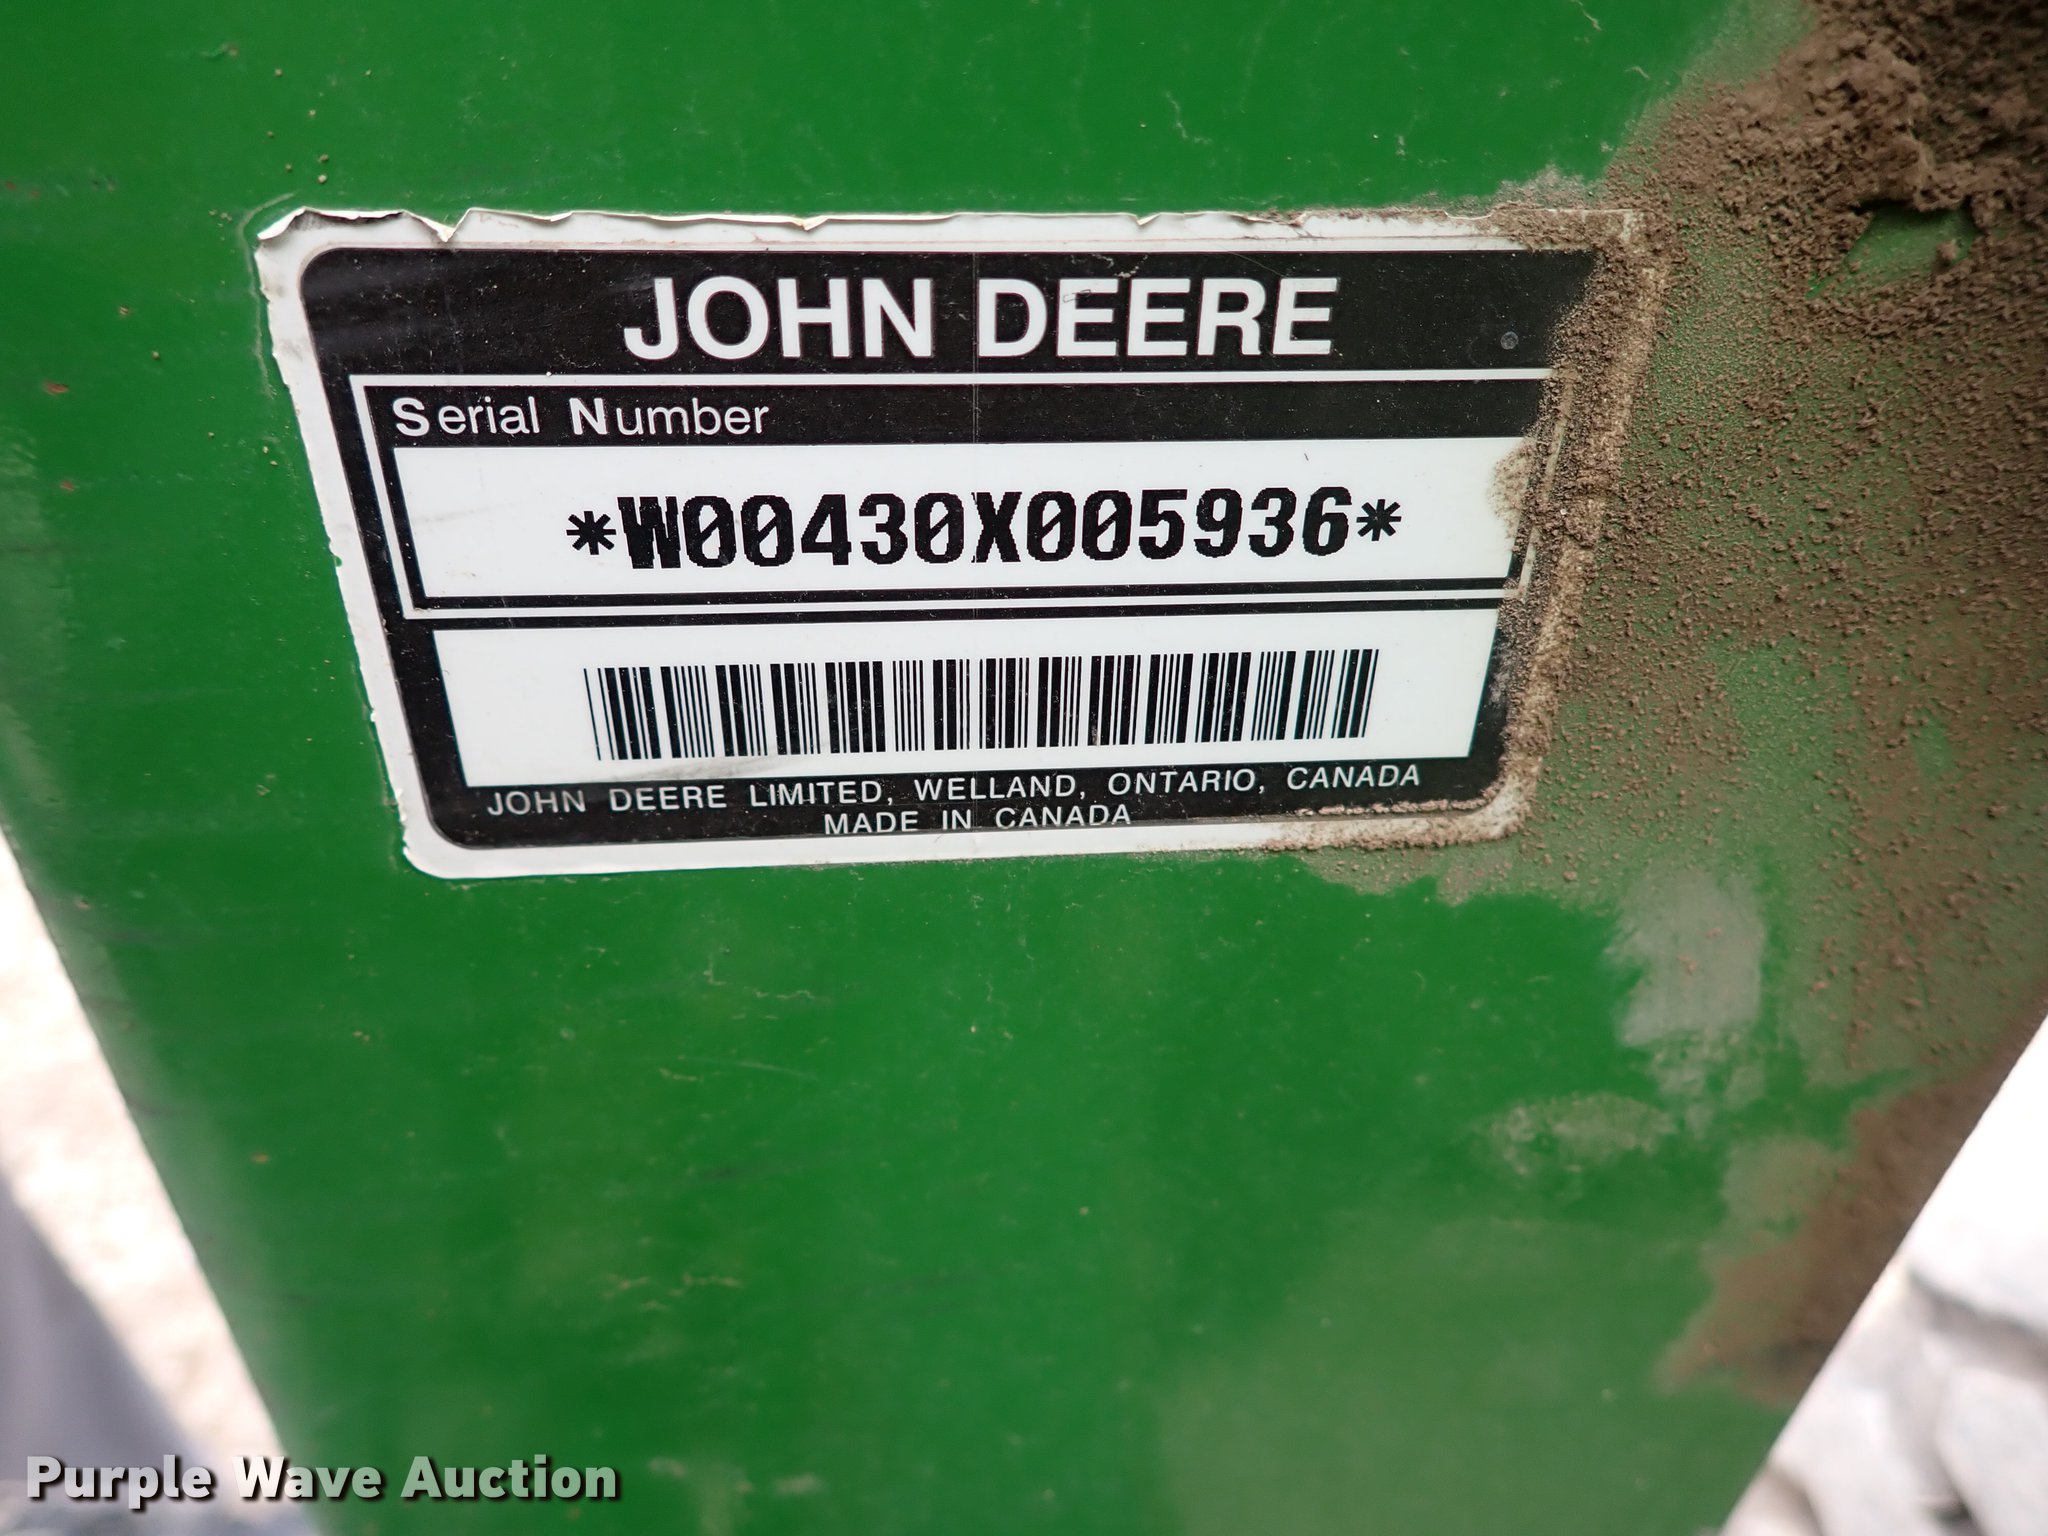 JOHN DEERE
Serial Number
*W00430X005936*
JOHN DEERE LIMITED, WELLAND, ONTARIO, CANADA
MADE IN CANADA
Purple Wave Auction